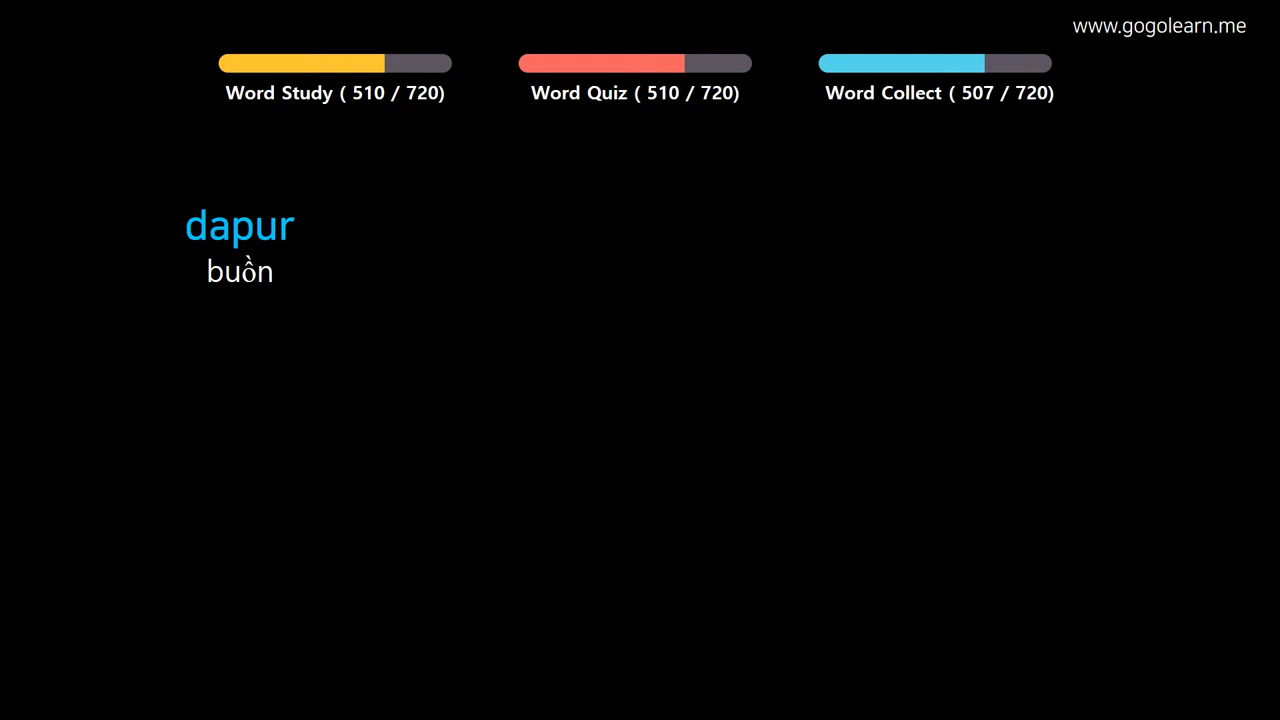 www.gogolearn.me
Word Study ( 510 / 720)
Word Quiz ( 510 / 720)
Word Collect ( 507 / 720)
dapur
buồn